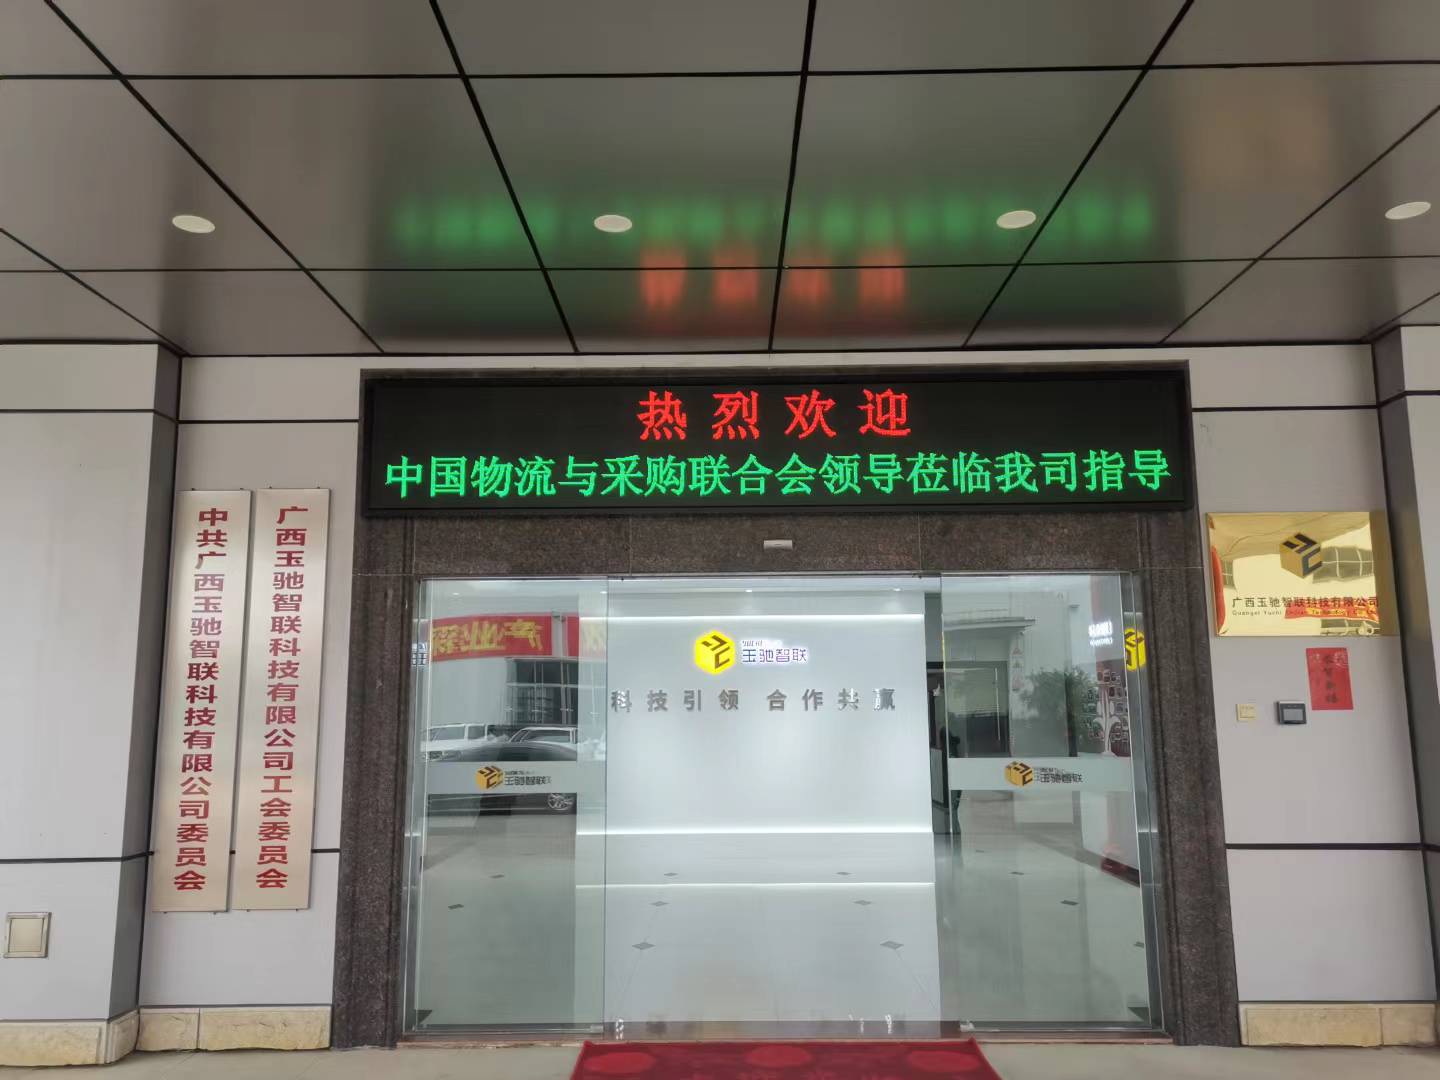 热烈欢迎
中国物流与采购联合会领导莅临我司指导
中共广西玉驰智联科技有限公司委员会
广西玉驰智联科技有限公司工会委员会
广西玉驰智联科技有限公司
玉驰智联
科技引领 合作共赢
玉驰智联
玉驰智联